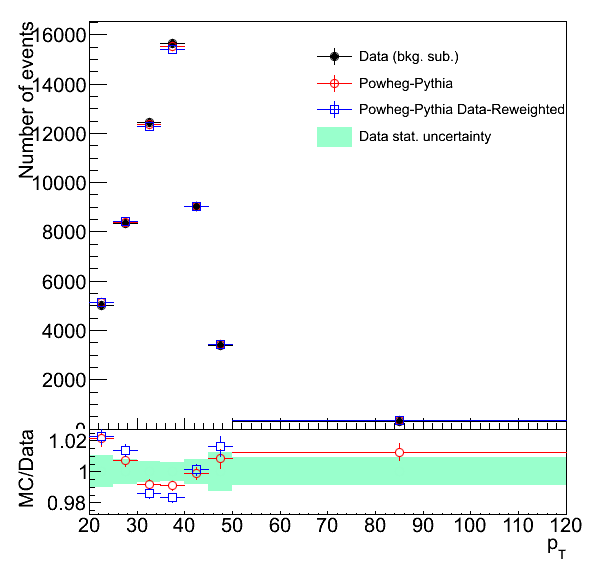 Number of events
16000
14000
12000
10000
8000
6000
4000
2000
Data (bkg. sub.)
Powheg-Pythia
Powheg-Pythia Data-Reweighted
Data stat. uncertainty
MC/Data
1.02
1
0.98
20 30 40 50 60 70 80 90 100 110 120
p_T